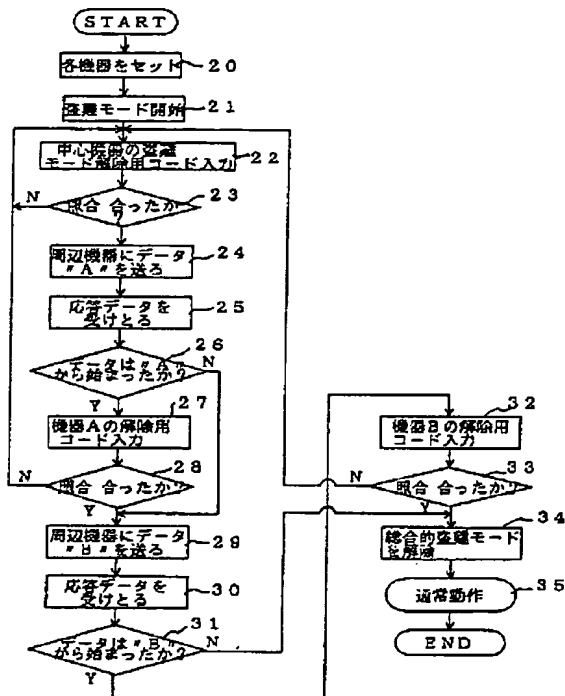 START
各機器をセット 20
盗難モード開始 21
中心機器の盗難
モード解除用コード入力 22
照合 合ったか 23
?
N
周辺機器にデータ 24
"A"を送る
応答データを 25
受けとる
26
データは"A" N
から始まったか?
Y 27
機器Aの解除用
コード入力
28
N 照合 合ったか?
Y
周辺機器にデータ 29
"B"を送る
応答データを 30
受けとる
31
データは"B" N
から始まったか?
Y
32
機器Bの解除用
コード入力
33
N 照合 合ったか?
Y 34
総合的盗難モード
を解除
通常動作 35
END